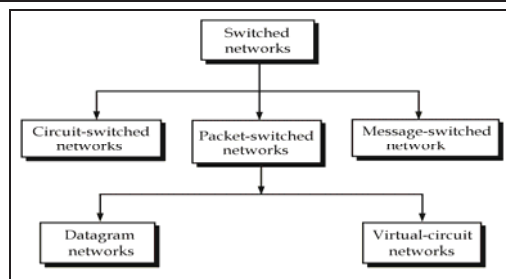 Switched
networks
Circuit-switched
networks
Packet-switched
networks
Message-switched
network
Datagram
networks
Virtual-circuit
networks